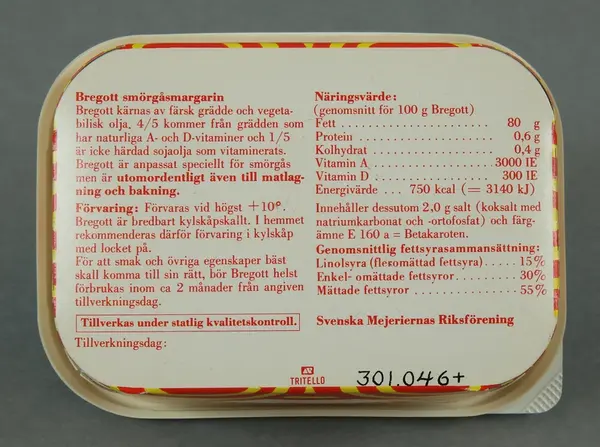 Bregott smörgåsmargarin
Bregott kärnas av färsk grädde och vegeta-
bilisk olja, 4/5 kommer från grädden som
har naturliga A- och D-vitaminer och 1/5
är icke härdad sojaolja som vitaminerats.
Bregott är anpassat speciellt för smörgås
men är utomordentligt även till matlag-
ning och bakning.
Förvaring: Förvaras vid högst +10°.
Bregott är bredbart kylskåpskallt. I hemmet
rekommenderas därför förvaring i kylskåp
med locket på.
För att smak och övriga egenskaper bäst
skall komma till sin rätt, bör Bregott helst
förbrukas inom ca 2 månader från angiven
tillverkningsdag.
Tillverkas under statlig kvalitetskontroll.
Tillverkningsdag:
Näringsvärde:
(genomsnitt för 100 g Bregott)
Fett .................... 80 g
Protein .................... 0,6 g
Kolhydrat .................... 0,4 g
Vitamin A .................... 3000 IE
Vitamin D .................... 300 IE
Energivärde ... 750 kcal (= 3140 kJ)
Innehåller dessutom 2,0 g salt (koksalt med
natriumkarbonat och -ortofosfat) och färg-
ämne E 160 a = Betakaroten.
Genomsnittlig fettsyrasammansättning:
Linolsyra (fleromättad fettsyra) ..... 15%
Enkel- omättade fettsyror .......... 30%
Mättade fettsyror ............... 55%
Svenska Mejeriernas Riksförening
TRITELLO
301.046+